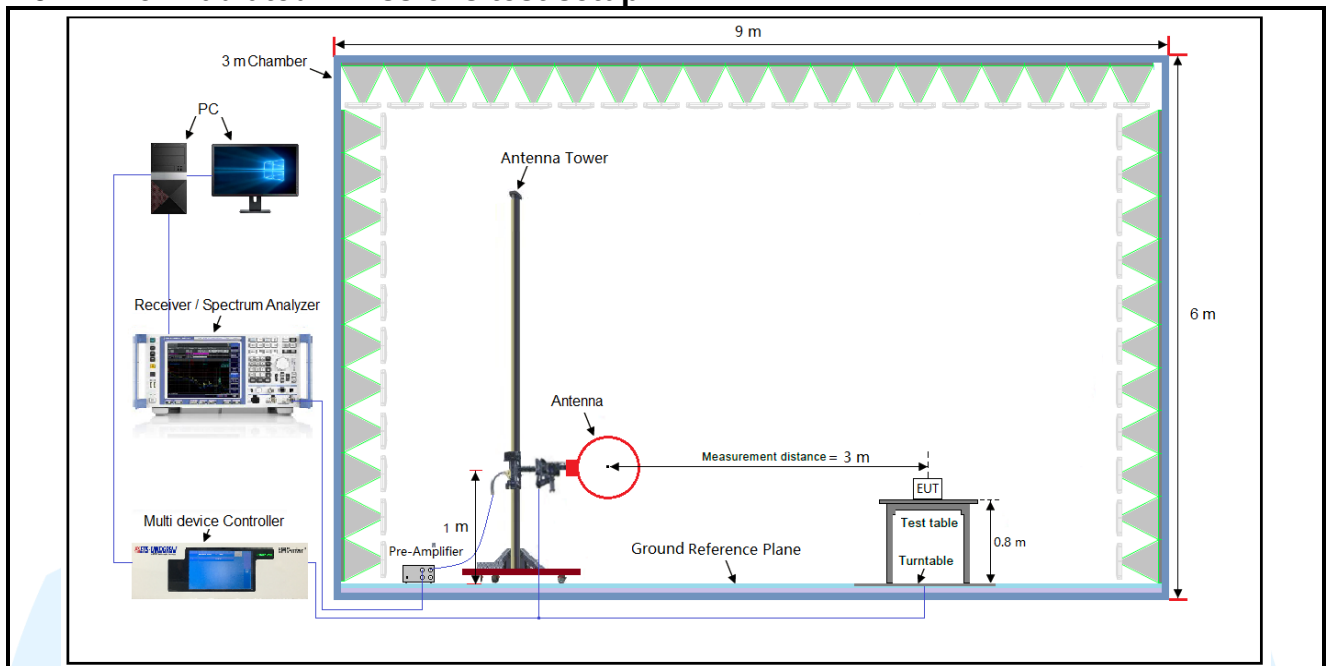 9 m
3 m Chamber
PC
Antenna Tower
Receiver / Spectrum Analyzer
6 m
Antenna
Measurement distance = 3 m
EUT
Multi device Controller
1 m
Test table
0.8 m
Pre-Amplifier
Ground Reference Plane
Turntable